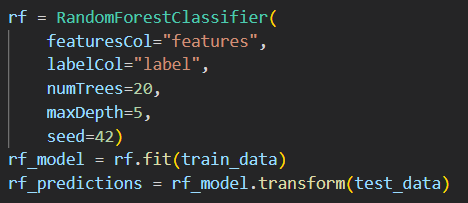 rf = RandomForestClassifier(
    featuresCol="features",
    labelCol="label",
    numTrees=20,
    maxDepth=5,
    seed=42)
rf_model = rf.fit(train_data)
rf_predictions = rf_model.transform(test_data)